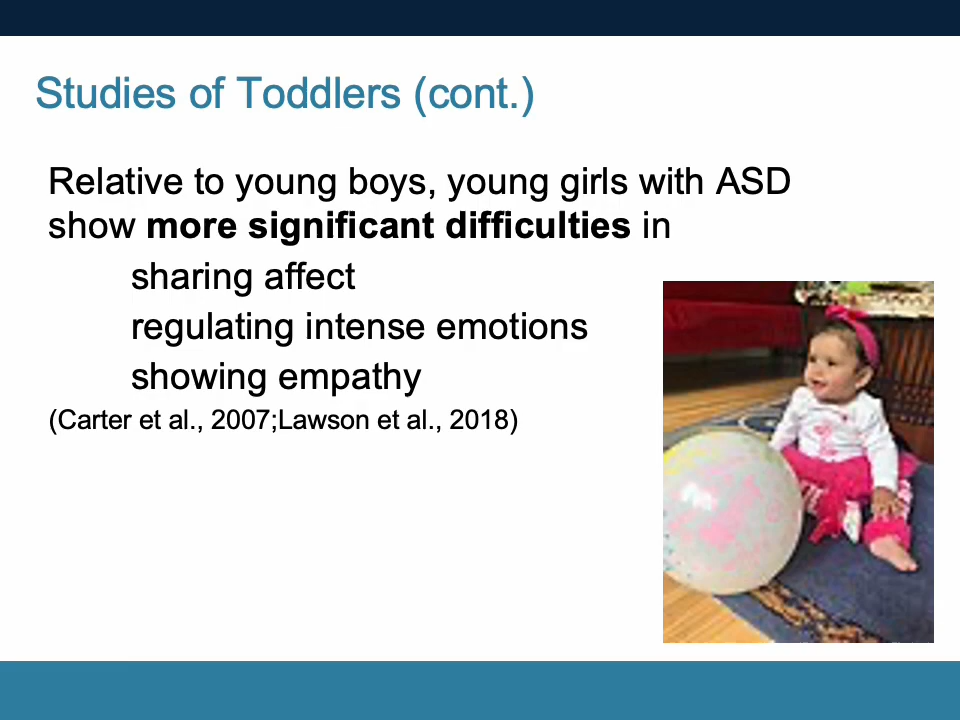 Studies of Toddlers (cont.)
Relative to young boys, young girls with ASD
show more significant difficulties in
sharing affect
regulating intense emotions
showing empathy
(Carter et al., 2007;Lawson et al., 2018)